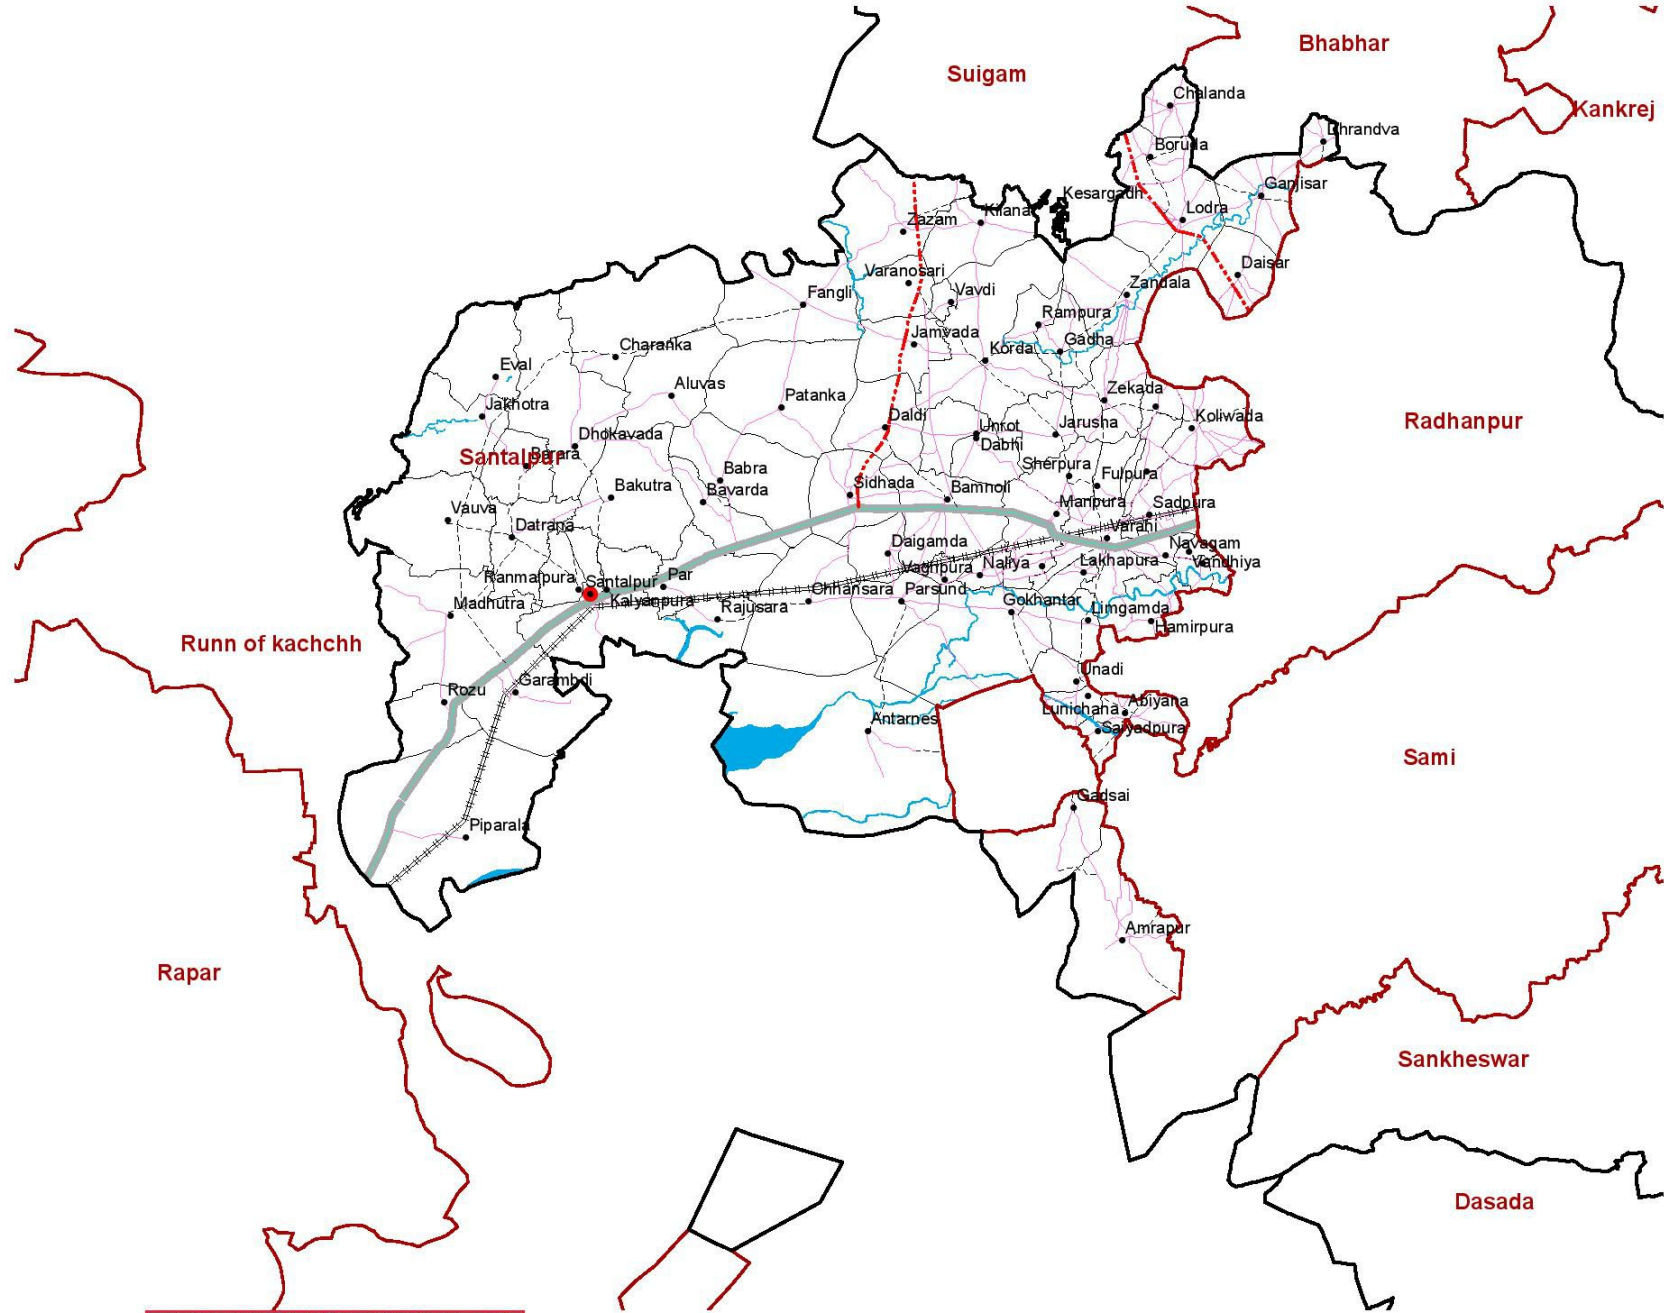 Bhabhar
Suigam
Chalanda
Kankrej
Dhrandva
Boruda
Ganjisar
Kesargadh
Lodra
Kilana
Zazam
Daisar
Varanosari
Zandala
Vavdi
Fangli
Rampura
Jamvada
Gadha
Korda
Charanka
Eval
Aluvas
Zekada
Patanka
Jakhotra
Daldi
Koliwada
Radhanpur
Unrot
Jarusha
Dhokavada
Dabhi
Santalpur
Barara
Sherpura
Babra
Fulpura
Bakutra
Bavarda
Sidhada
Bamnoli
Manpura
Sadpura
Vauva
Datrana
Varahi
Daigamda
Navagam
Vaghpura
Naliya
Lakhapura
Vandhiya
Ranmalpura
Santalpur
Par
Chhansara
Parsund
Madhutra
Kalyanpura
Rajusara
Gokhantar
Limgamda
Hamirpura
Runn of kachchh
Unadi
Garambdi
Rozu
Abiyana
Lunichana
Antarnes
Saiyadpura
Sami
Gadsai
Piparala
Amrapur
Rapar
Sankheswar
Dasada